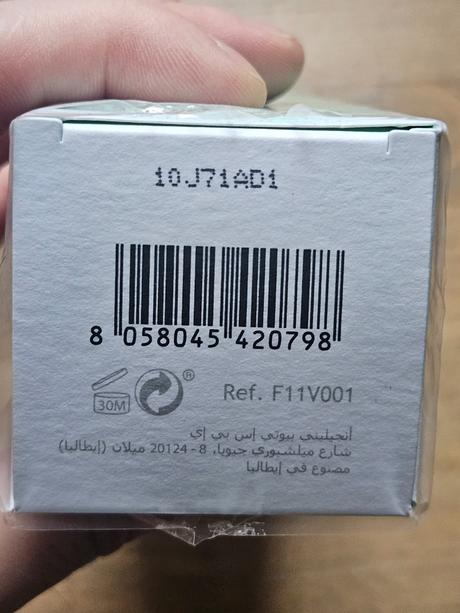 10J71AD1
8 058045 420798
30M
®
Ref. F11V001
أنجيليني بيوتي إس بي إي
شارع ميلشيوري جيويا، 8 - 20124 ميلان (إيطاليا)
مصنوع في إيطاليا